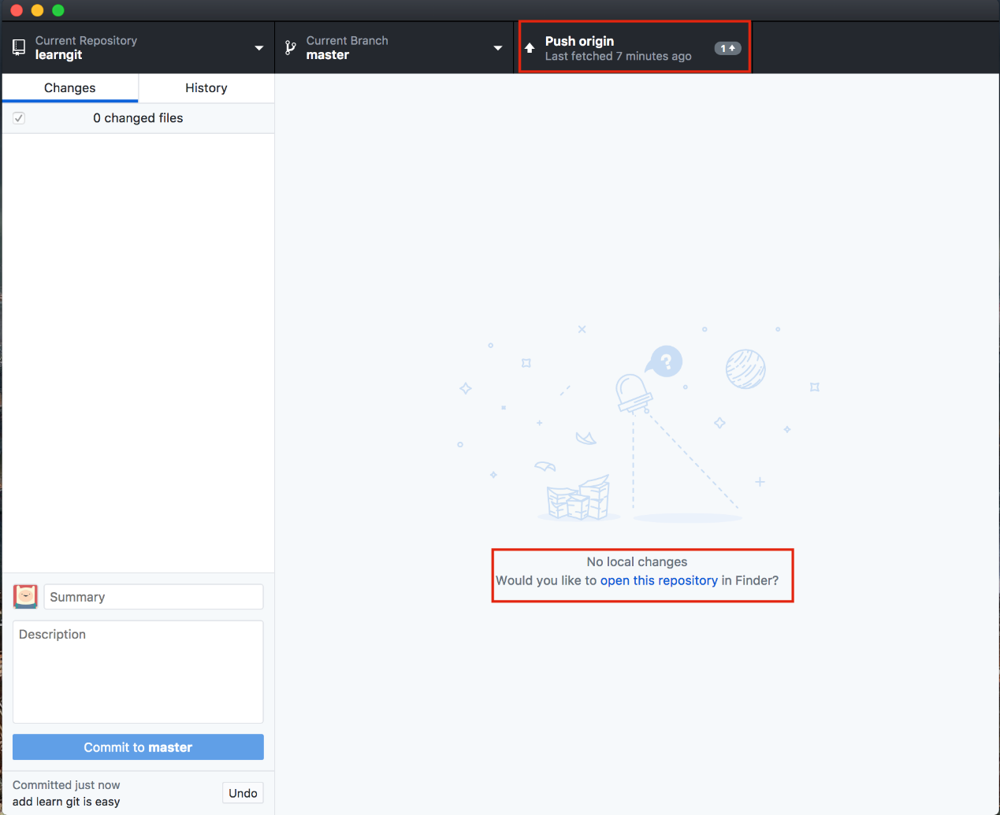 Current Repository
learngit
Current Branch
master
Push origin
Last fetched 7 minutes ago
1
Changes
History
0 changed files
?
No local changes
Would you like to open this repository in Finder?
Summary
Description
Commit to master
Committed just now
add learn git is easy
Undo